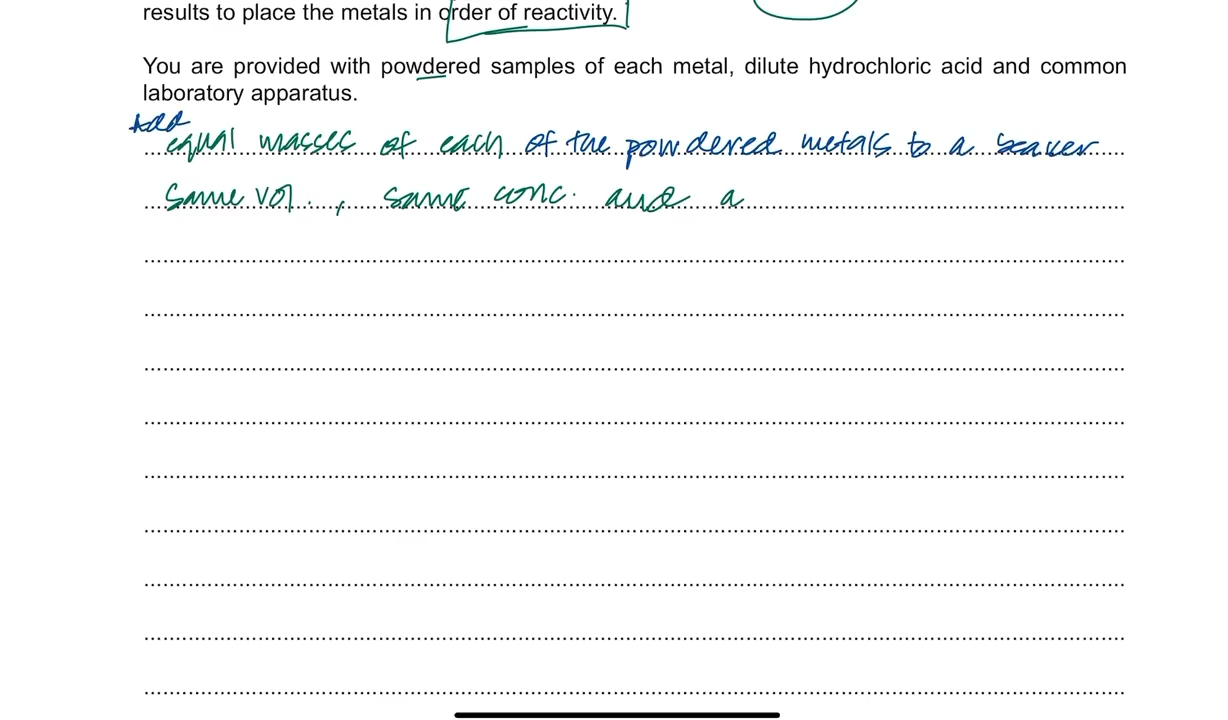 results to place the metals in order of reactivity.
You are provided with powdered samples of each metal, dilute hydrochloric acid and common
laboratory apparatus.
Add
equal masses of each of the powdered metals to a beaker
same vol., same conc. and a